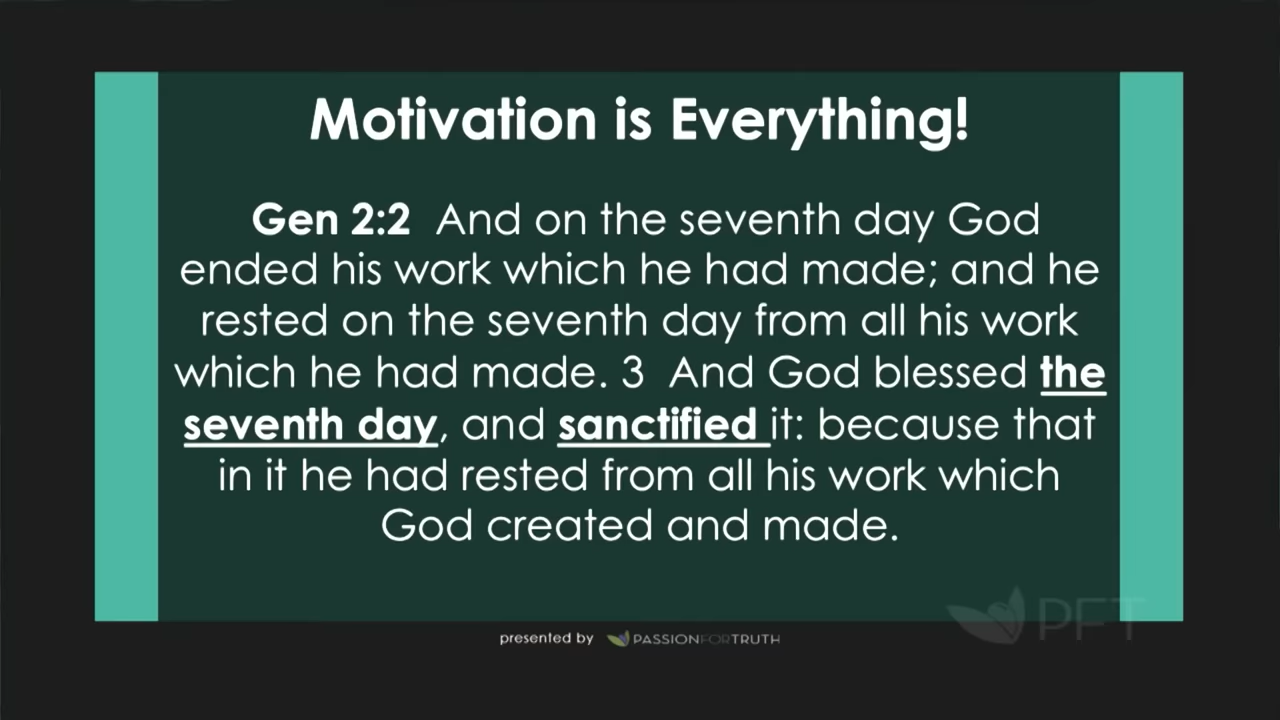 Motivation is Everything!
Gen 2:2 And on the seventh day God
ended his work which he had made; and he
rested on the seventh day from all his work
which he had made. 3 And God blessed the
seventh day, and sanctified it: because that
in it he had rested from all his work which
God created and made.
PFT
presented by PASSIONFORTRUTH